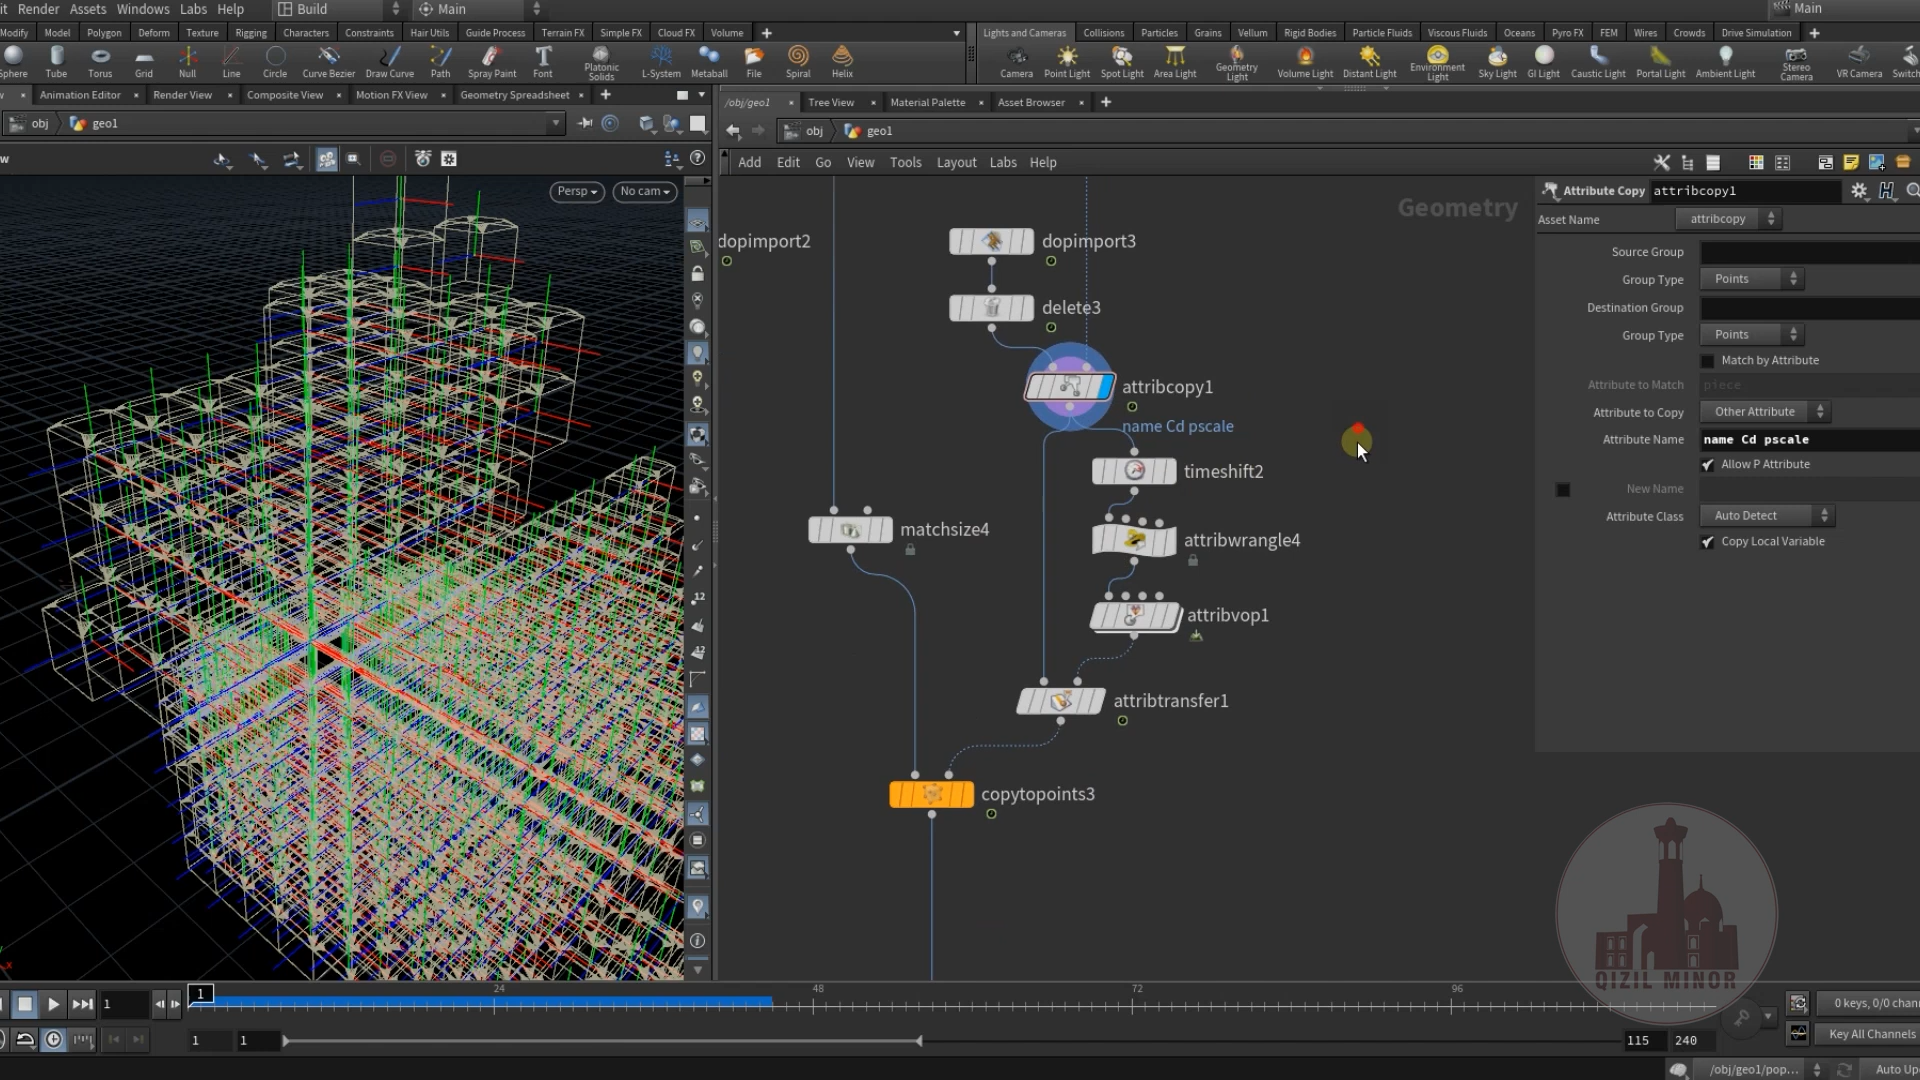 it Render Assets Windows Labs Help Build Main Main
Modify Model Polygon Deform Texture Rigging Characters Constraints Hair Utils Guide Process Terrain FX Simple FX Cloud FX Volume
Lights and Cameras Collisions Particles Grains Vellum Rigid Bodies Particle Fluids Viscous Fluids Oceans Pyro FX FEM Wires Crowds Drive Simulation
Sphere Tube Torus Grid Null Line Circle Curve Bezier Draw Curve Path Spray Paint Font Platonic Solids L-System Metaball File Spiral Helix
Camera Point Light Spot Light Area Light Geometry Light Volume Light Distant Light Environment Light Sky Light GI Light Caustic Light Portal Light Ambient Light Stereo Camera VR Camera Switch
w Animation Editor Render View Composite View Motion FX View Geometry Spreadsheet
/obj/geo1 Tree View Material Palette Asset Browser
obj geo1
obj geo1
w
Add Edit Go View Tools Layout Labs Help
Persp No cam
Geometry
dopimport2
dopimport3
delete3
attribcopy1
name Cd pscale
timeshift2
matchsize4
attribwrangle4
attribvop1
attribtransfer1
copytopoints3
Attribute Copy attribcopy1
Asset Name attribcopy
Source Group
Group Type Points
Destination Group
Group Type Points
Match by Attribute
Attribute to Match piece
Attribute to Copy Other Attribute
Attribute Name name Cd pscale
Allow P Attribute
New Name
Attribute Class Auto Detect
Copy Local Variable
12
12
x
QIZIL MINOR
1 1 24 48 72 96
0 keys, 0/0 chann
1 1 115 240
Key All Channels
/obj/geo1/pop... Auto Up